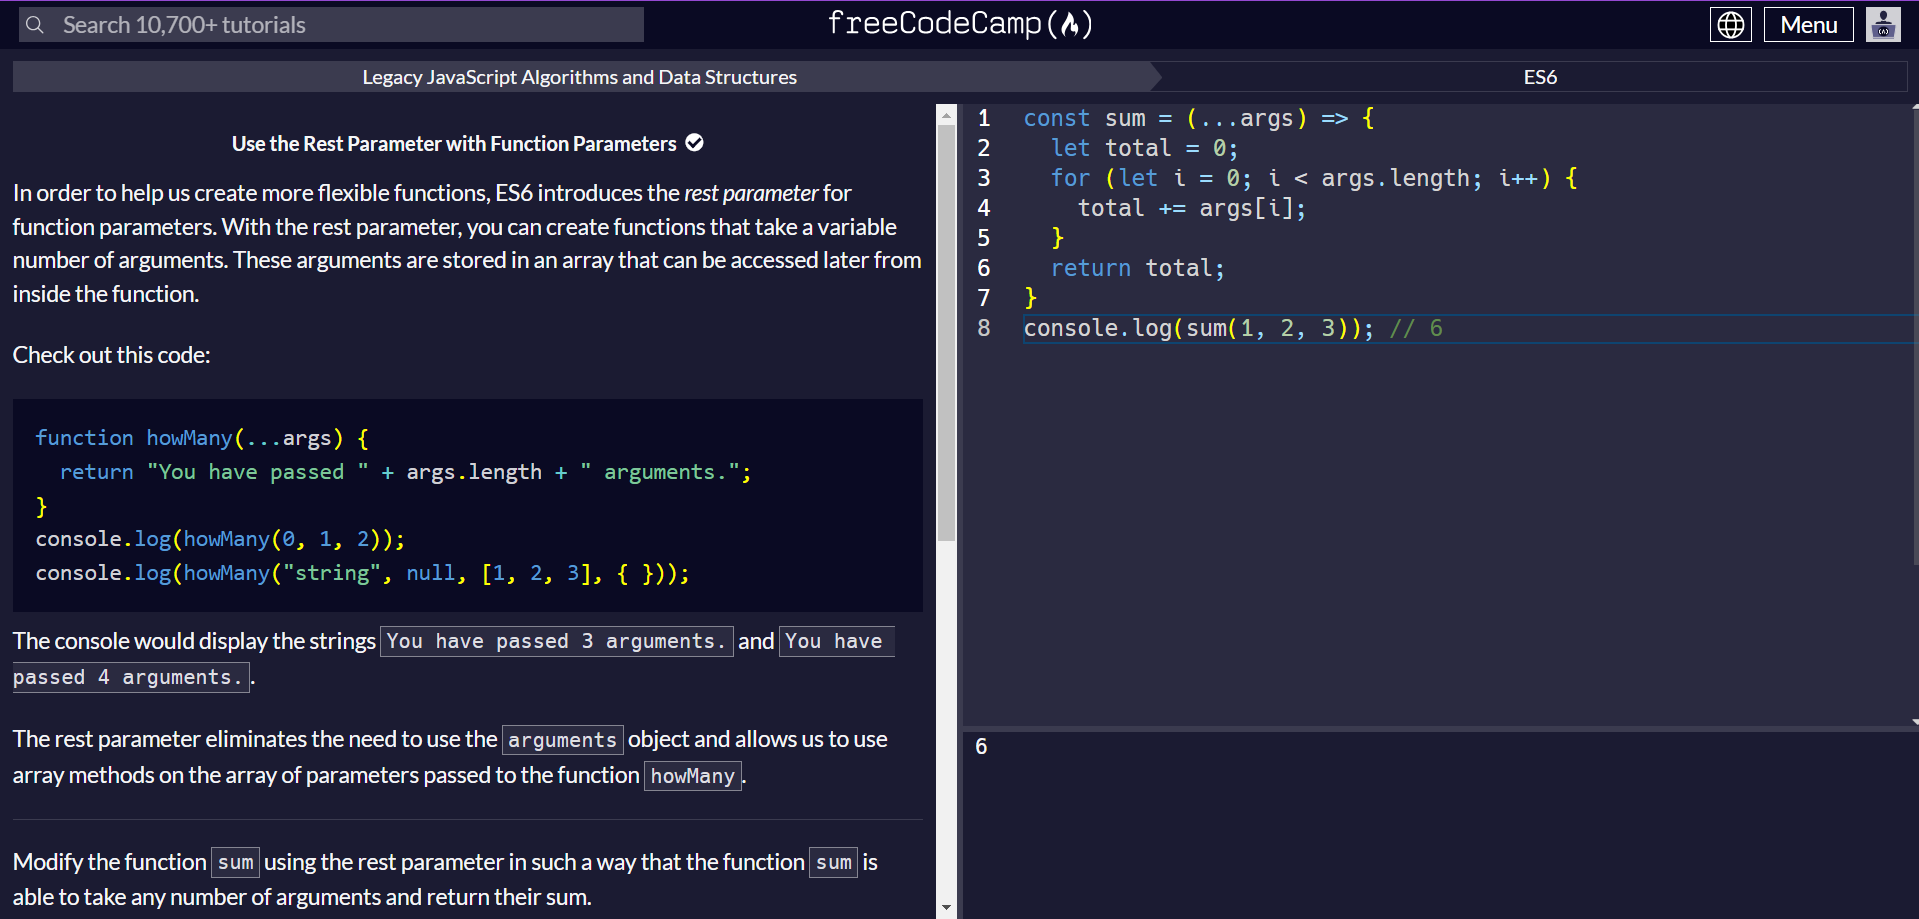 Search 10,700+ tutorials
freeCodeCamp(🔥)
Menu
Legacy JavaScript Algorithms and Data Structures
ES6
Use the Rest Parameter with Function Parameters
In order to help us create more flexible functions, ES6 introduces the rest parameter for
function parameters. With the rest parameter, you can create functions that take a variable
number of arguments. These arguments are stored in an array that can be accessed later from
inside the function.
Check out this code:
function howMany(...args) {
  return "You have passed " + args.length + " arguments.";
}
console.log(howMany(0, 1, 2));
console.log(howMany("string", null, [1, 2, 3], { }));
The console would display the strings You have passed 3 arguments. and You have
passed 4 arguments..
The rest parameter eliminates the need to use the arguments object and allows us to use
array methods on the array of parameters passed to the function howMany.
Modify the function sum using the rest parameter in such a way that the function sum is
able to take any number of arguments and return their sum.
1 const sum = (...args) => {
2   let total = 0;
3   for (let i = 0; i < args.length; i++) {
4     total += args[i];
5   }
6   return total;
7 }
8 console.log(sum(1, 2, 3)); // 6
6